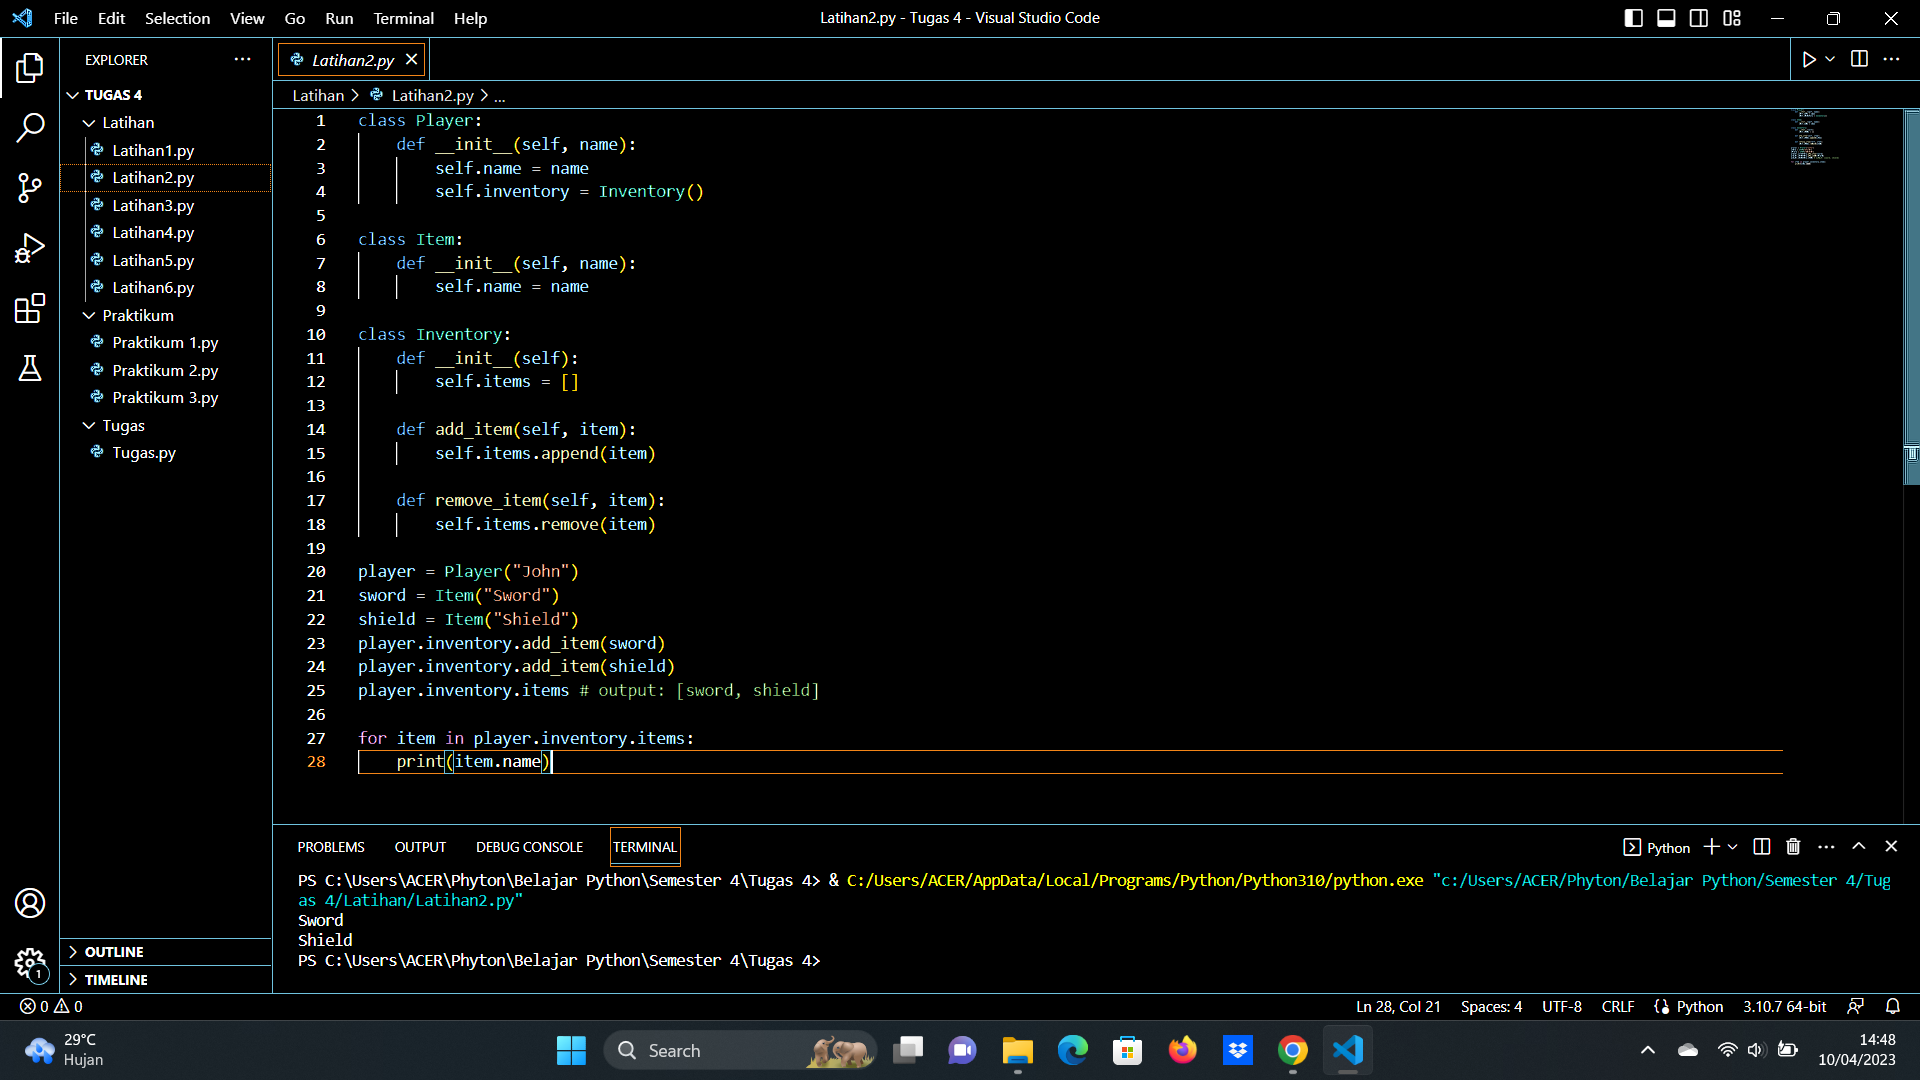 File Edit Selection View Go Run Terminal Help
Latihan2.py - Tugas 4 - Visual Studio Code
EXPLORER
TUGAS 4
Latihan
Latihan1.py
Latihan2.py
Latihan3.py
Latihan4.py
Latihan5.py
Latihan6.py
Praktikum
Praktikum 1.py
Praktikum 2.py
Praktikum 3.py
Tugas
Tugas.py
OUTLINE
TIMELINE
Latihan2.py
Latihan > Latihan2.py > ...
1 class Player:
2     def __init__(self, name):
3         self.name = name
4         self.inventory = Inventory()
5
6 class Item:
7     def __init__(self, name):
8         self.name = name
9
10 class Inventory:
11     def __init__(self):
12         self.items = []
13
14     def add_item(self, item):
15         self.items.append(item)
16
17     def remove_item(self, item):
18         self.items.remove(item)
19
20 player = Player("John")
21 sword = Item("Sword")
22 shield = Item("Shield")
23 player.inventory.add_item(sword)
24 player.inventory.add_item(shield)
25 player.inventory.items # output: [sword, shield]
26
27 for item in player.inventory.items:
28     print(item.name)
PROBLEMS OUTPUT DEBUG CONSOLE TERMINAL
Python
PS C:\Users\ACER\Phyton\Belajar Python\Semester 4\Tugas 4> & C:/Users/ACER/AppData/Local/Programs/Python/Python310/python.exe "c:/Users/ACER/Phyton/Belajar Python/Semester 4/Tug
as 4/Latihan/Latihan2.py"
Sword
Shield
PS C:\Users\ACER\Phyton\Belajar Python\Semester 4\Tugas 4>
1
0 0
Ln 28, Col 21 Spaces: 4 UTF-8 CRLF Python 3.10.7 64-bit
29°C
Hujan
Search
14:48
10/04/2023